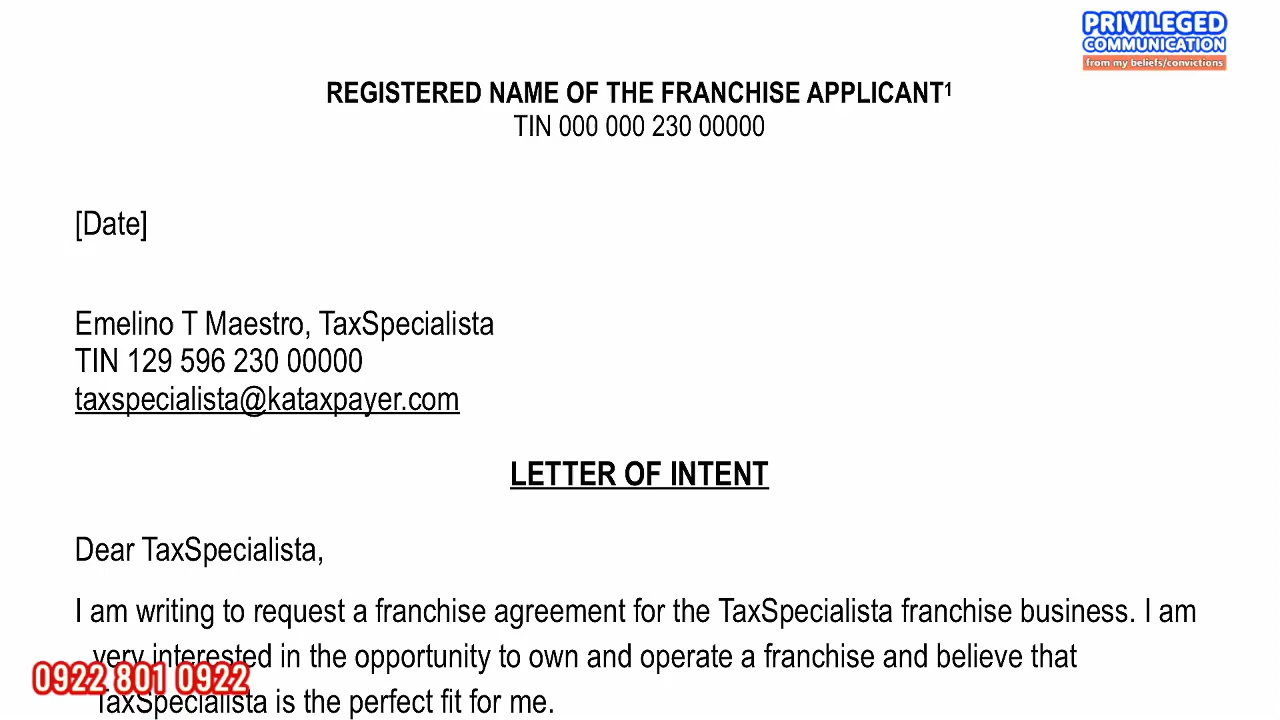 PRIVILEGED
COMMUNICATION
from my beliefs/convictions
REGISTERED NAME OF THE FRANCHISE APPLICANT¹
TIN 000 000 230 00000
[Date]
Emelino T Maestro, TaxSpecialista
TIN 129 596 230 00000
taxspecialista@kataxpayer.com
LETTER OF INTENT
Dear TaxSpecialista,
I am writing to request a franchise agreement for the TaxSpecialista franchise business. I am
very interested in the opportunity to own and operate a franchise and believe that
0922 801 0922
TaxSpecialista is the perfect fit for me.